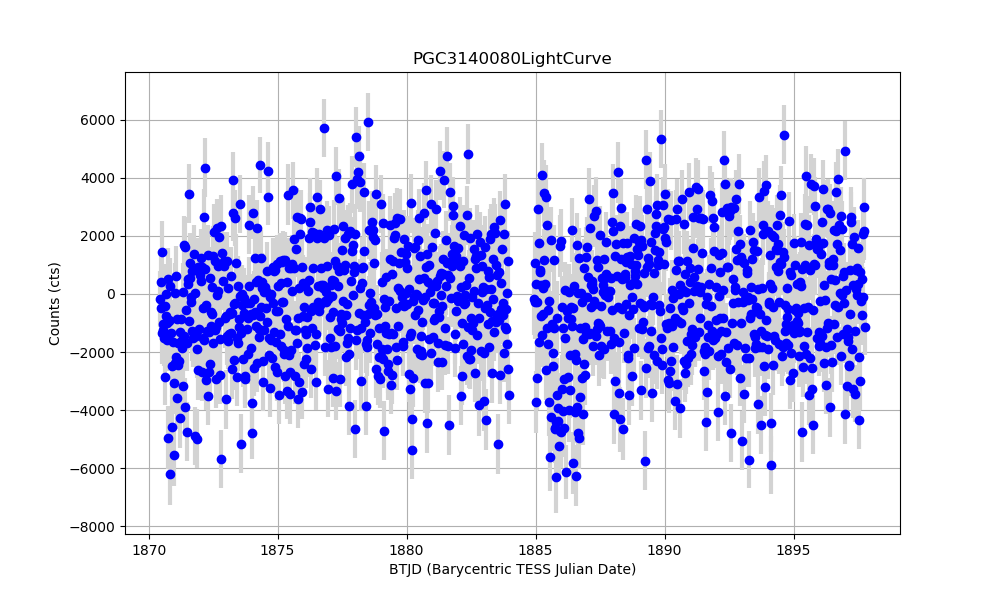 PGC3140080LightCurve
6000
4000
2000
0
−2000
−4000
−6000
−8000
Counts (cts)
1870 1875 1880 1885 1890 1895
BTJD (Barycentric TESS Julian Date)